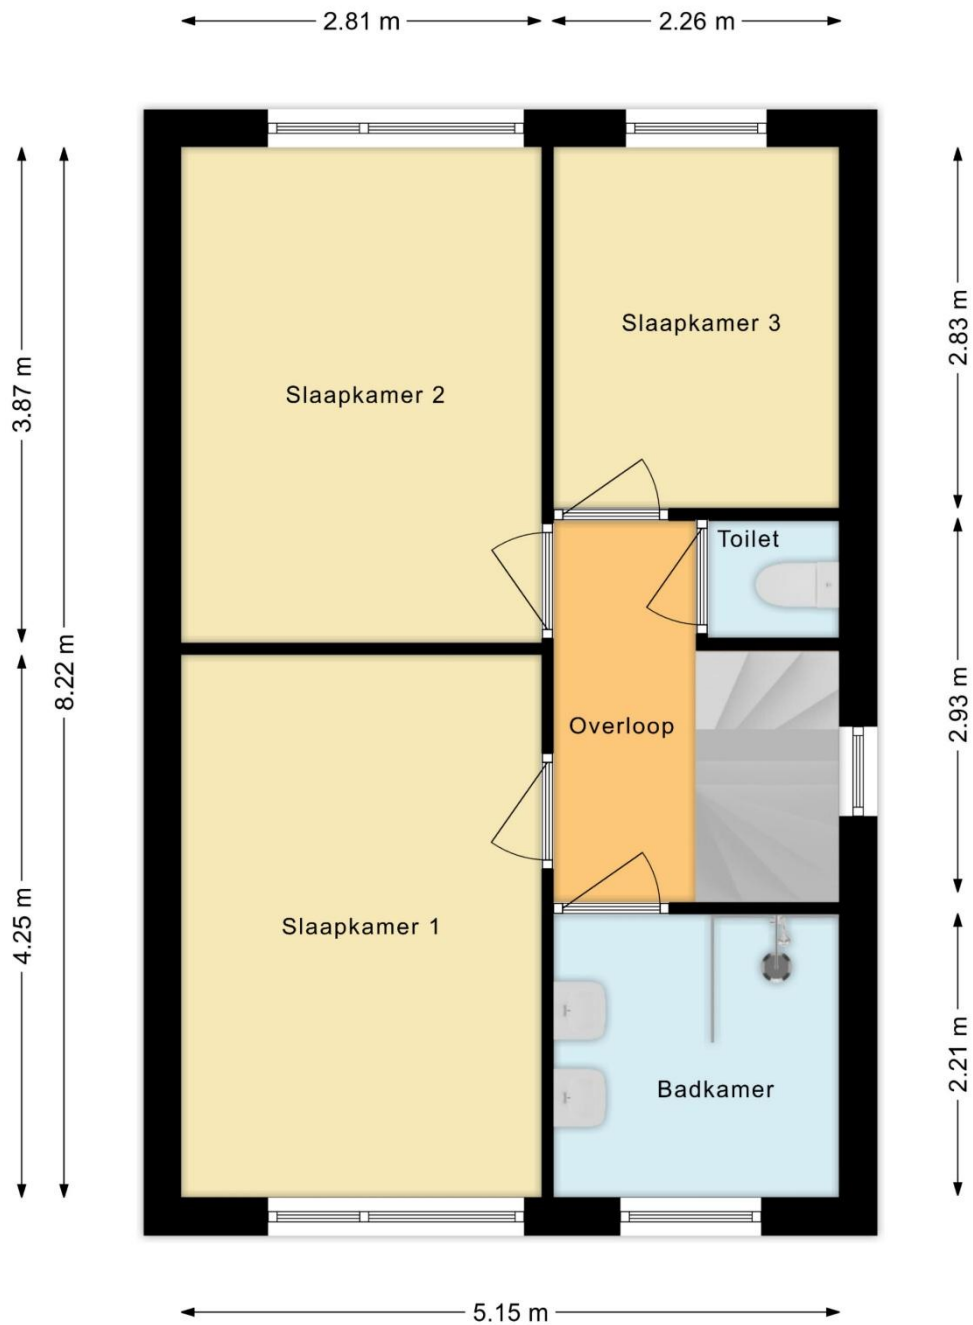 2.81 m
2.26 m
3.87 m
8.22 m
4.25 m
2.83 m
2.93 m
2.21 m
Slaapkamer 3
Slaapkamer 2
Toilet
Overloop
Slaapkamer 1
Badkamer
5.15 m